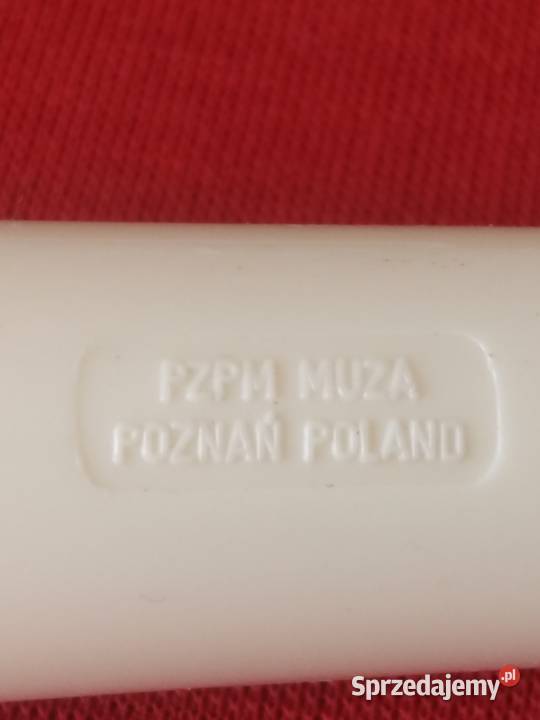 PZPM MUZA
POZNAŃ POLAND
Sprzedajemy.pl